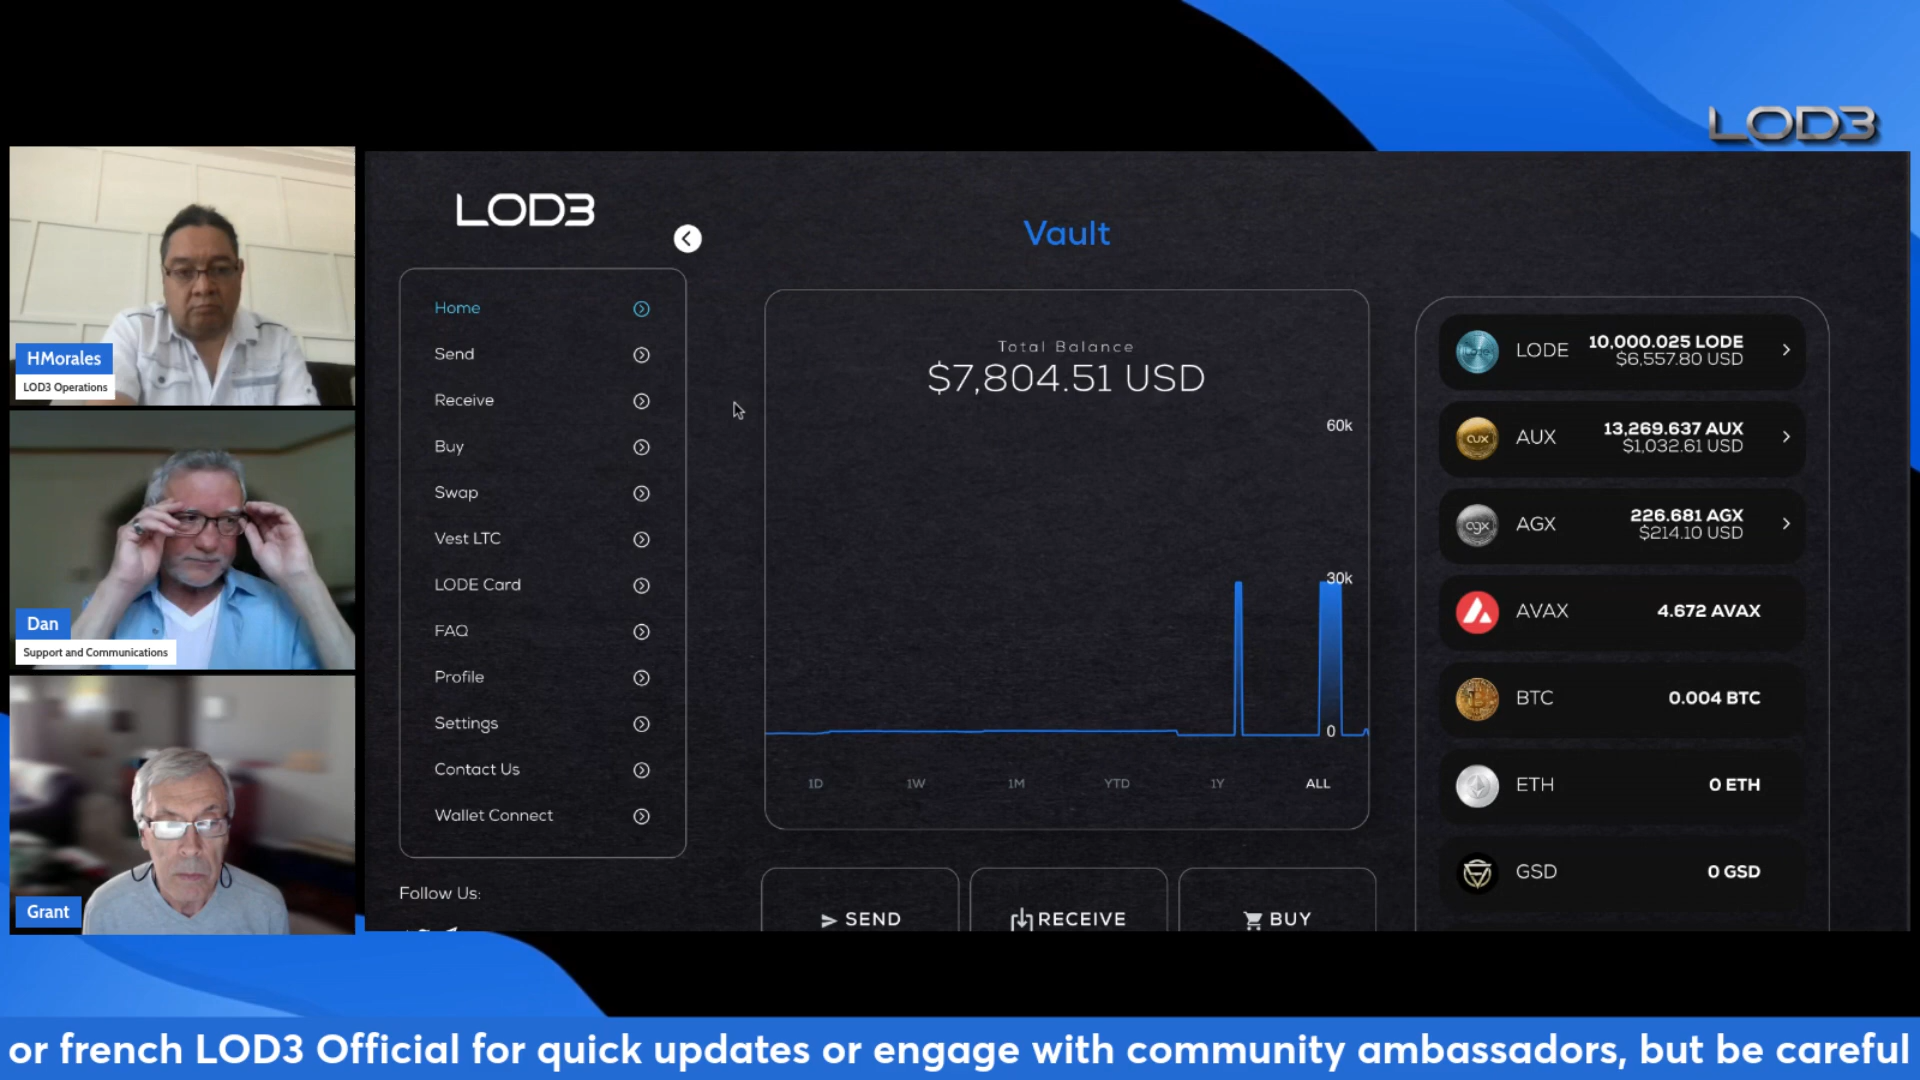 LOD3
HMorales
LOD3 Operations
Dan
Support and Communications
Grant
LOD3
Home
Send
Receive
Buy
Swap
Vest LTC
LODE Card
FAQ
Profile
Settings
Contact Us
Wallet Connect
Follow Us:
Vault
Total Balance
$7,804.51 USD
60k
30k
0
1D 1W 1M YTD 1Y ALL
SEND RECEIVE BUY
LODE 10,000.025 LODE
$6,557.80 USD
aux AUX 13,269.637 AUX
$1,032.61 USD
agx AGX 226.681 AGX
$214.10 USD
AVAX 4.672 AVAX
BTC 0.004 BTC
ETH 0 ETH
GSD 0 GSD
or french LOD3 Official for quick updates or engage with community ambassadors, but be careful